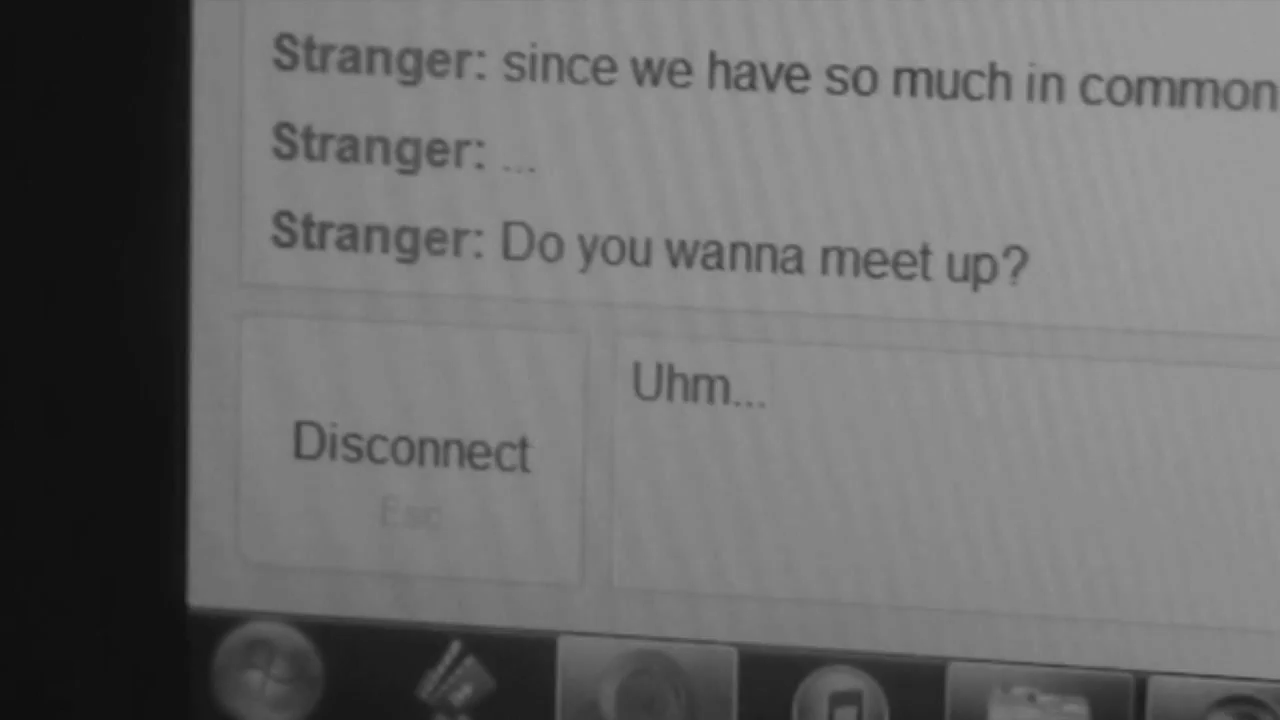 Stranger: since we have so much in common
Stranger: ...
Stranger: Do you wanna meet up?
Uhm...
Disconnect
Esc